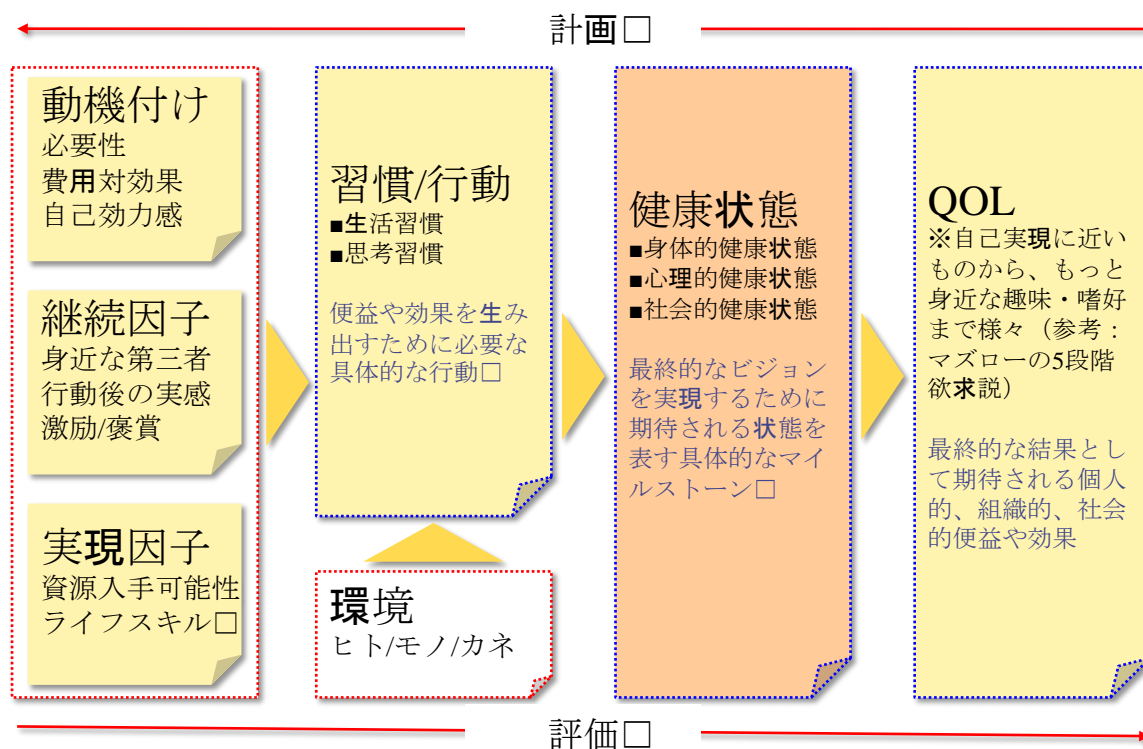 計画□
動機付け
必要性
費用対効果
自己効力感
継続因子
身近な第三者
行動後の実感
激励/褒賞
実現因子
資源入手可能性
ライフスキル□
習慣/行動
■生活習慣
■思考習慣
便益や効果を生み
出すために必要な
具体的な行動□
環境
ヒト/モノ/カネ
健康状態
■身体的健康状態
■心理的健康状態
■社会的健康状態
最終的なビジョン
を実現するために
期待される状態を
表す具体的なマイ
ルストーン□
QOL
※自己実現に近い
ものから、もっと
身近な趣味・嗜好
まで様々（参考：
マズローの5段階
欲求説）
最終的な結果とし
て期待される個人
的、組織的、社会
的便益や効果
評価□